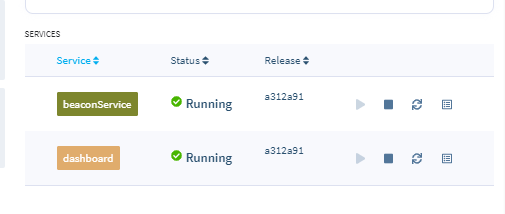 SERVICES
Service Status Release
beaconService Running a312a91
dashboard Running a312a91